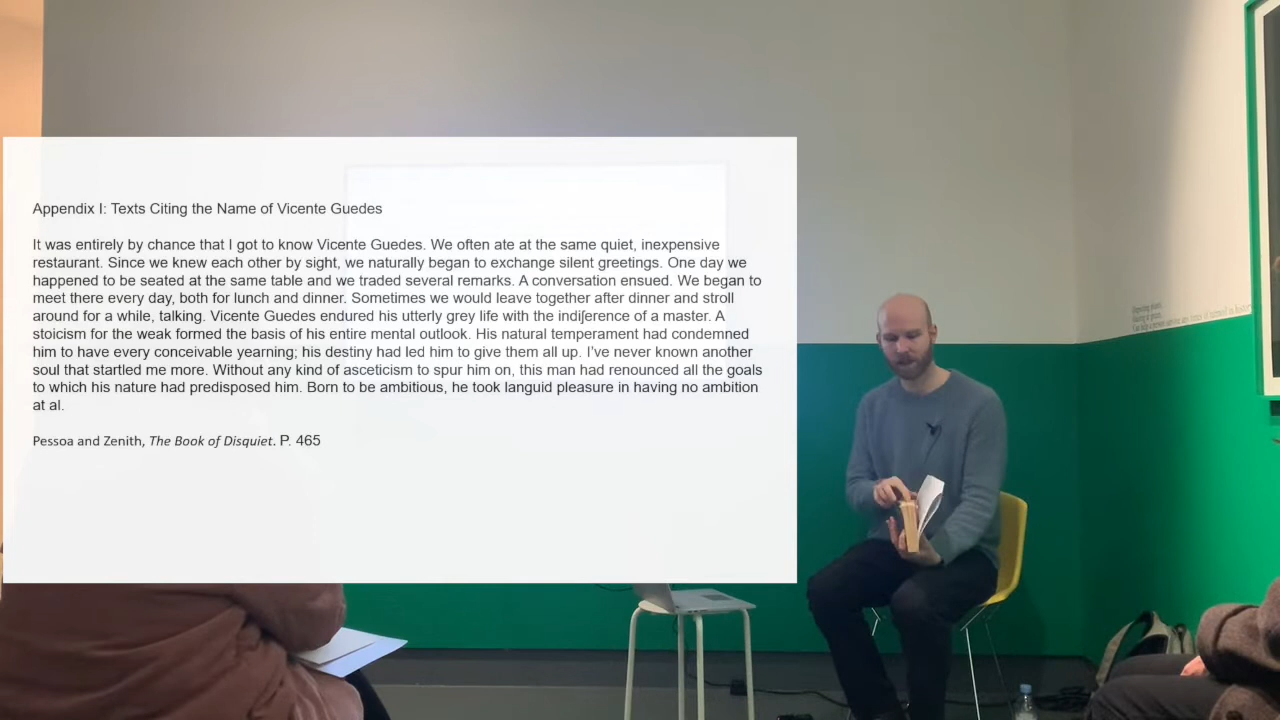 Appendix I: Texts Citing the Name of Vicente Guedes
It was entirely by chance that I got to know Vicente Guedes. We often ate at the same quiet, inexpensive
restaurant. Since we knew each other by sight, we naturally began to exchange silent greetings. One day we
happened to be seated at the same table and we traded several remarks. A conversation ensued. We began to
meet there every day, both for lunch and dinner. Sometimes we would leave together after dinner and stroll
around for a while, talking. Vicente Guedes endured his utterly grey life with the indifference of a master. A
stoicism for the weak formed the basis of his entire mental outlook. His natural temperament had condemned
him to have every conceivable yearning; his destiny had led him to give them all up. I've never known another
soul that startled me more. Without any kind of asceticism to spur him on, this man had renounced all the goals
to which his nature had predisposed him. Born to be ambitious, he took languid pleasure in having no ambition
at al.
Pessoa and Zenith, The Book of Disquiet. P. 465